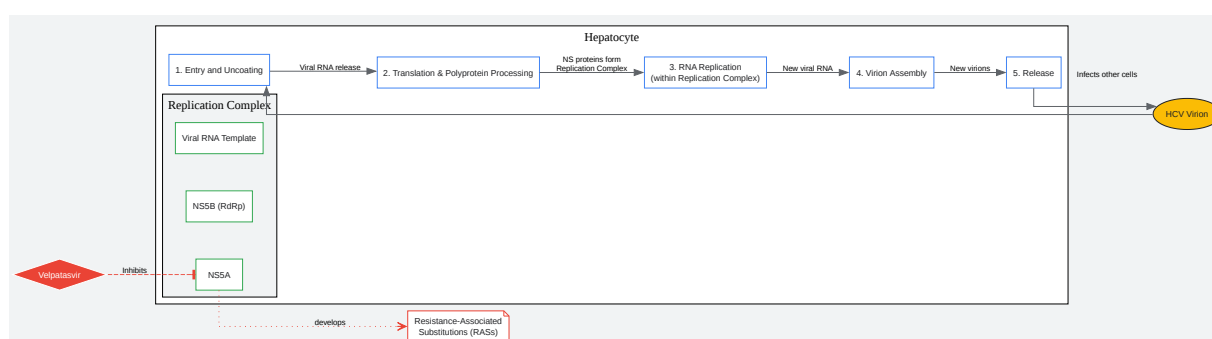 Hepatocyte
1. Entry and Uncoating
Viral RNA release
2. Translation & Polyprotein Processing
NS proteins form
Replication Complex
3. RNA Replication
(within Replication Complex)
New viral RNA
4. Virion Assembly
New virions
5. Release
Infects other cells
HCV Virion
Replication Complex
Viral RNA Template
NS5B (RdRp)
Velpatasvir
Inhibits
NS5A
develops
Resistance-Associated
Substitutions (RASs)